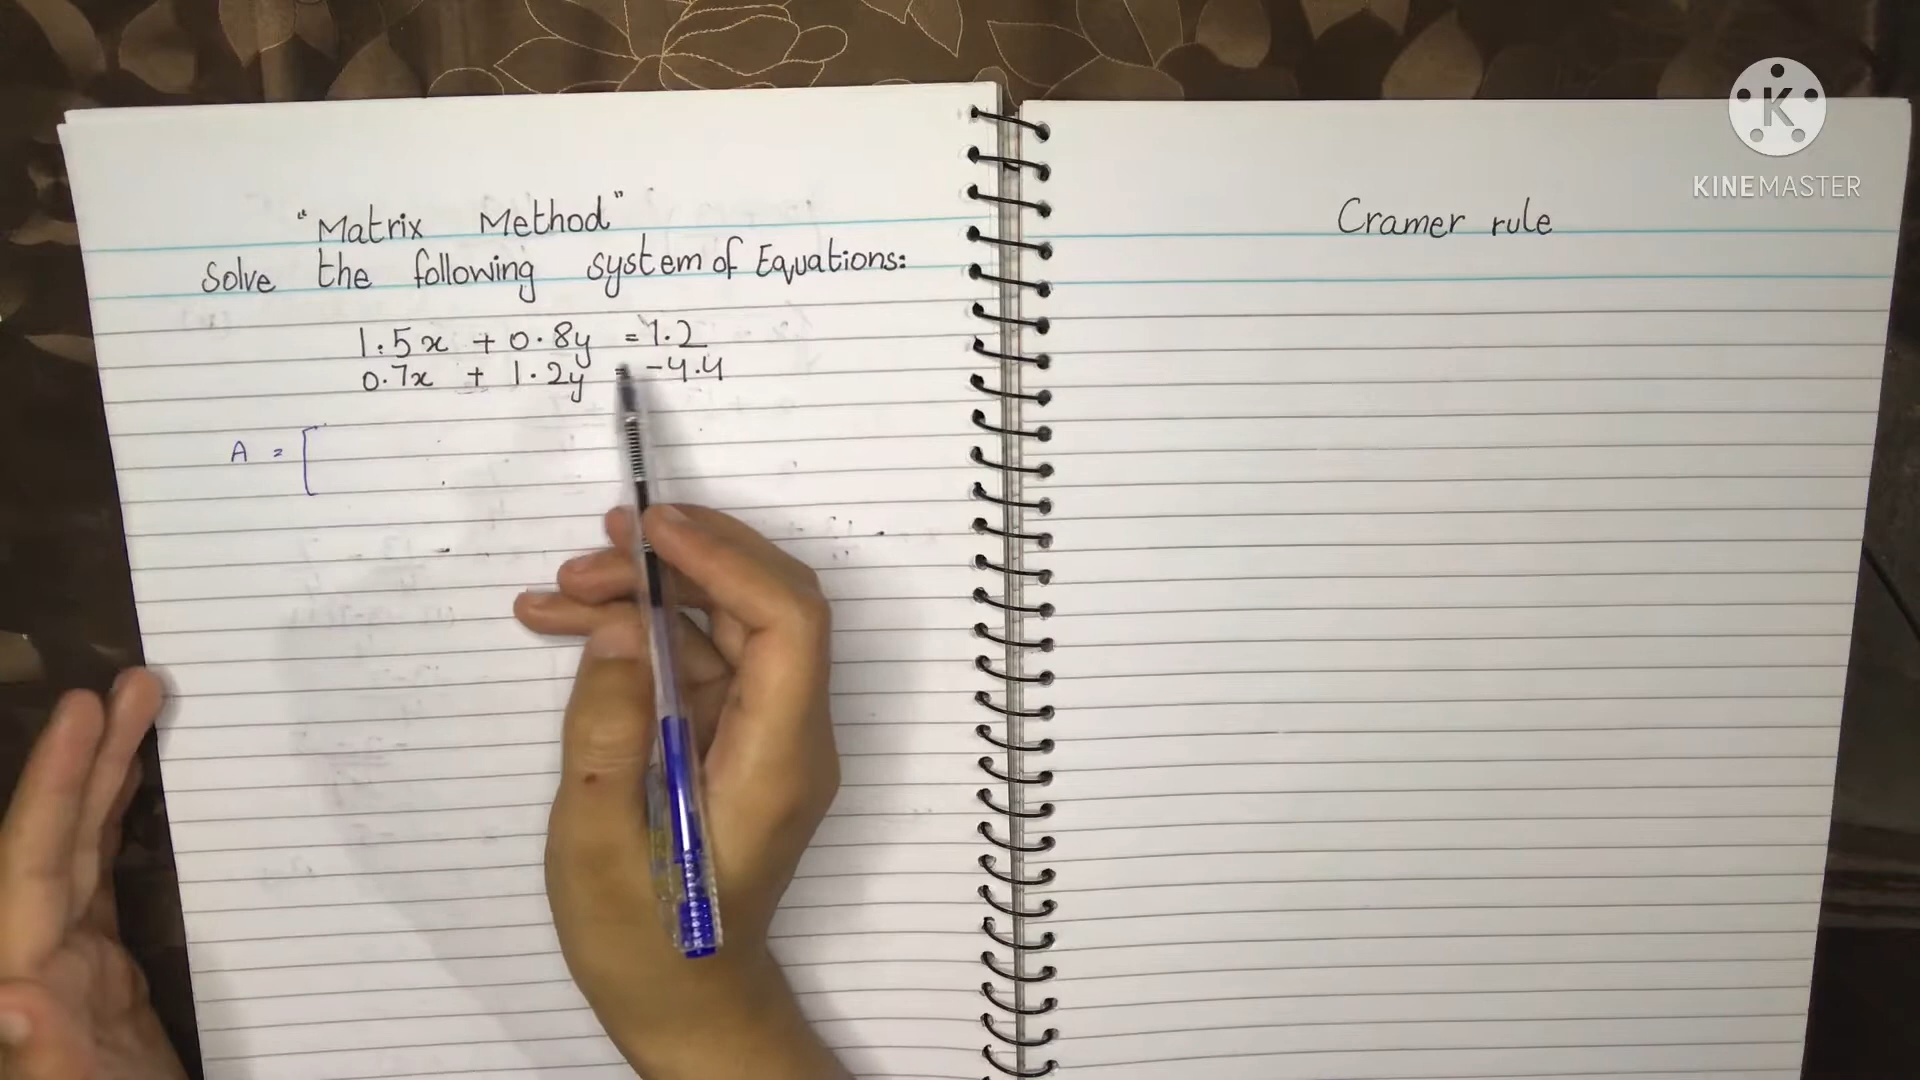 "Matrix Method"
Solve the following system of Equations:
1.5x + 0.8y = 1.2
0.7x + 1.2y = -4.4
A = [
Cramer rule
K
KINEMASTER